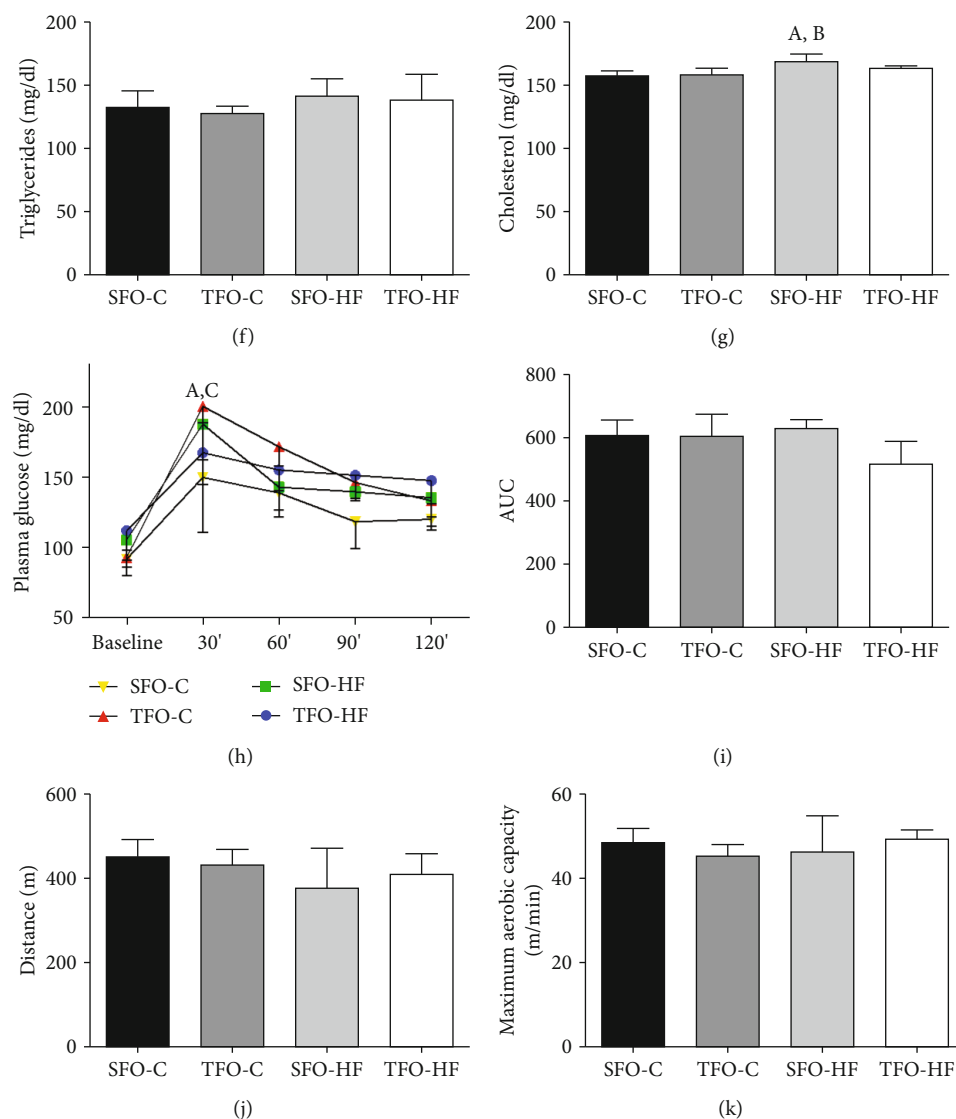 Triglycerides (mg/dl)
200
150
100
50
0
SFO-C TFO-C SFO-HF TFO-HF
(f)
Cholesterol (mg/dl)
200
150
100
50
0
A, B
SFO-C TFO-C SFO-HF TFO-HF
(g)
Plasma glucose (mg/dl)
200
150
100
50
A,C
Baseline 30' 60' 90' 120'
SFO-C SFO-HF
TFO-C TFO-HF
(h)
AUC
800
600
400
200
0
SFO-C TFO-C SFO-HF TFO-HF
(i)
Distance (m)
600
400
200
0
SFO-C TFO-C SFO-HF TFO-HF
(j)
Maximum aerobic capacity
(m/min)
60
40
20
0
SFO-C TFO-C SFO-HF TFO-HF
(k)